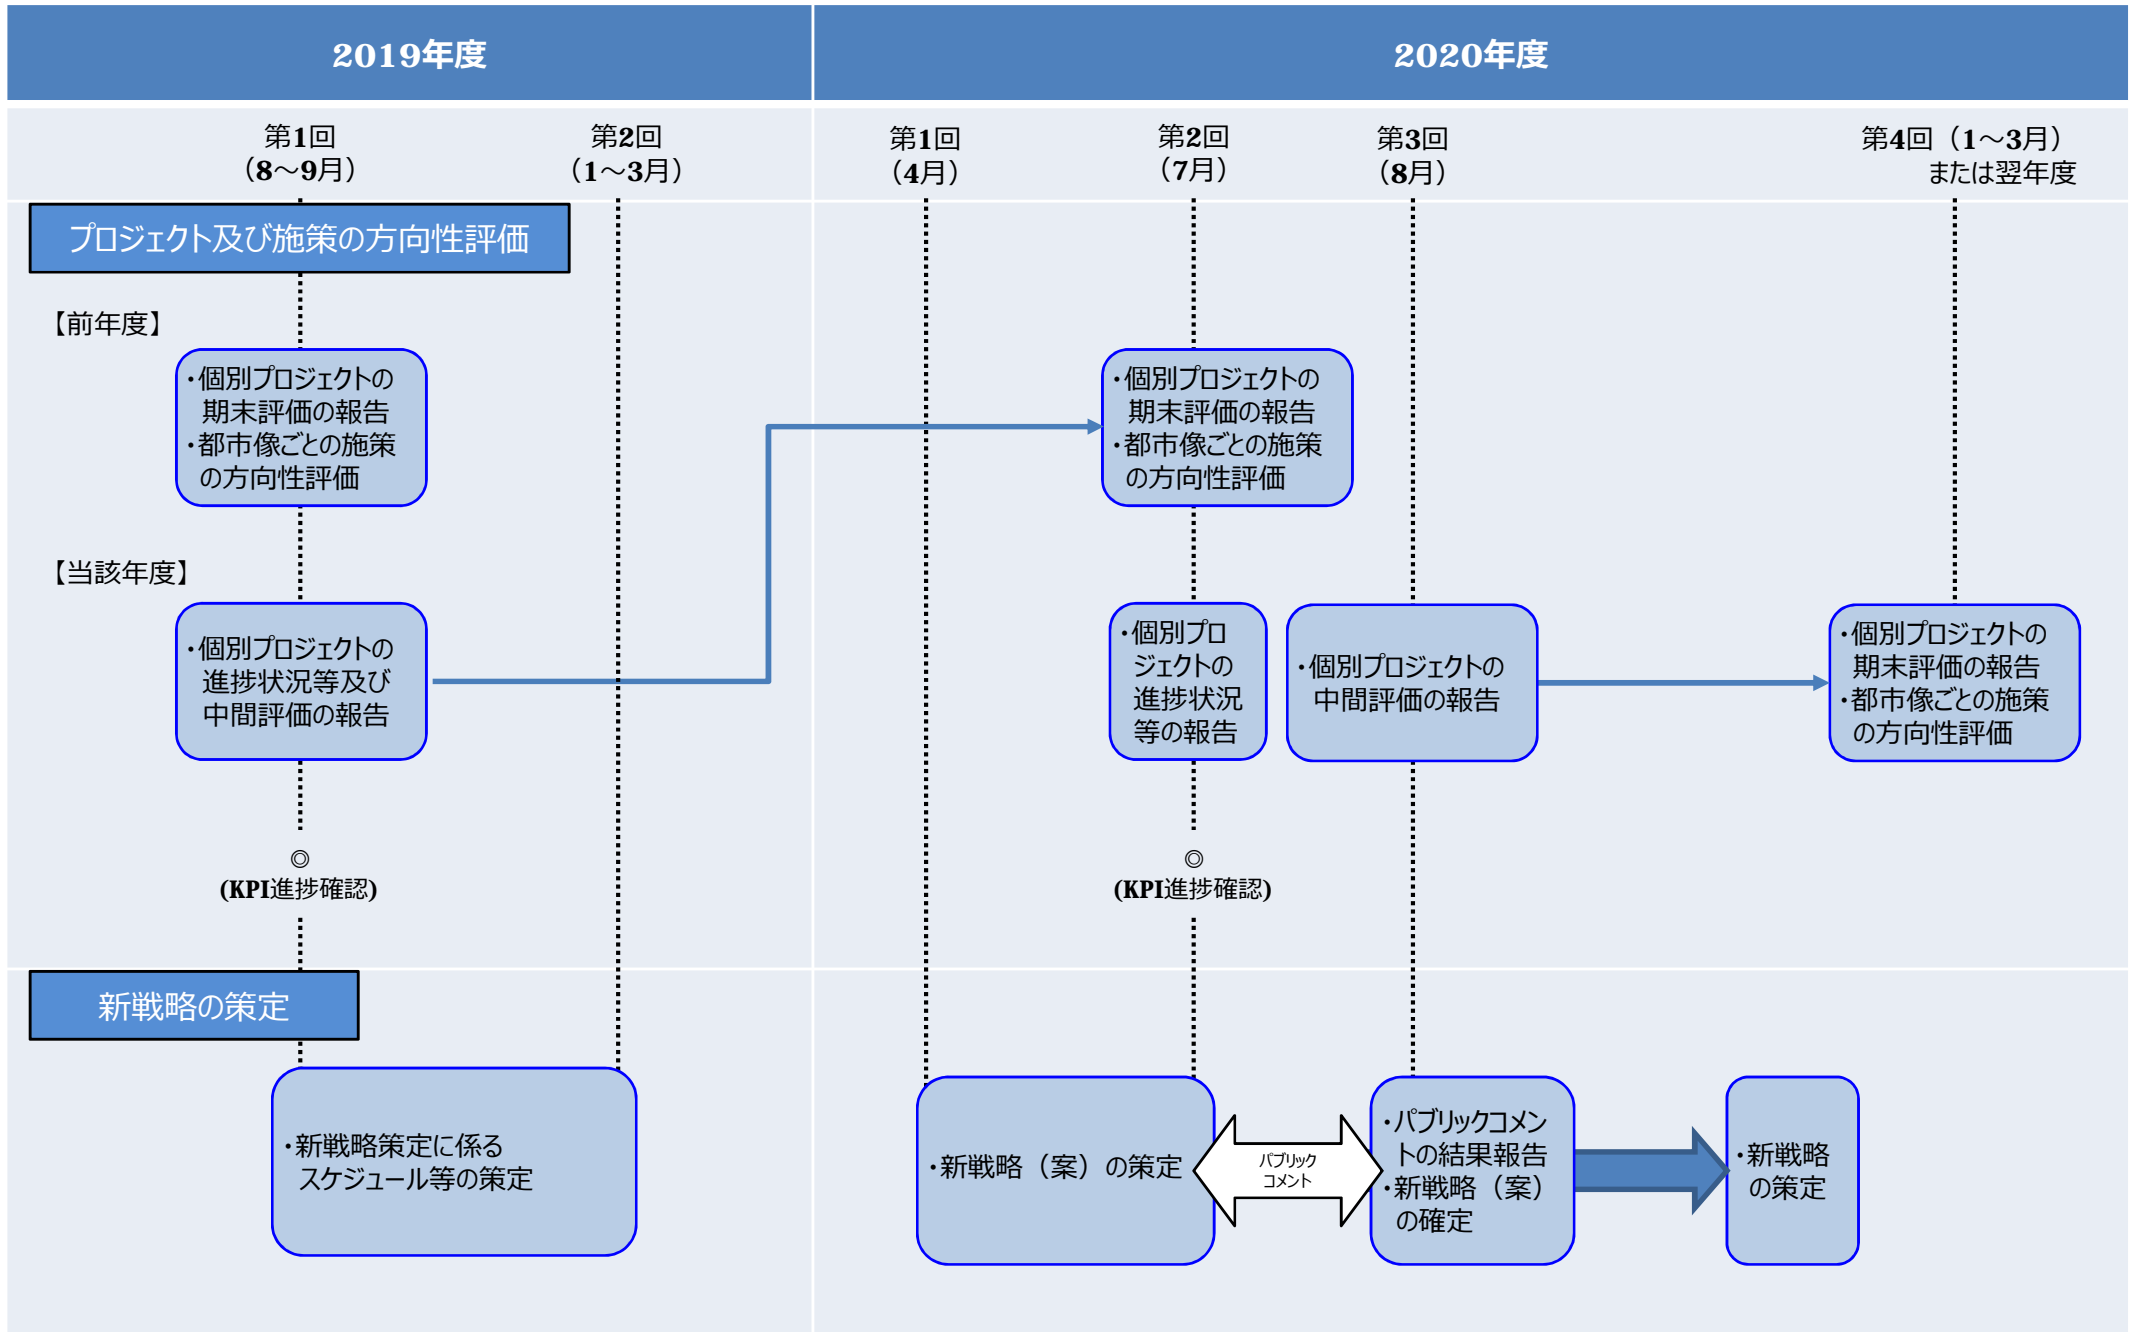 2019年度
2020年度
第1回
（8～9月）
第2回
（1～3月）
第1回
（4月）
第2回
（7月）
第3回
（8月）
第4回（1～3月）
または翌年度
プロジェクト及び施策の方向性評価
【前年度】
・個別プロジェクトの
期末評価の報告
・都市像ごとの施策
の方向性評価
・個別プロジェクトの
期末評価の報告
・都市像ごとの施策
の方向性評価
【当該年度】
・個別プロジェクトの
進捗状況等及び
中間評価の報告
・個別プロ
ジェクトの
進捗状況
等の報告
・個別プロジェクトの
中間評価の報告
・個別プロジェクトの
期末評価の報告
・都市像ごとの施策
の方向性評価
◎
(KPI進捗確認)
◎
(KPI進捗確認)
新戦略の策定
・新戦略策定に係る
スケジュール等の策定
・新戦略（案）の策定
パブリック
コメント
・パブリックコメン
トの結果報告
・新戦略（案）
の確定
・新戦略
の策定